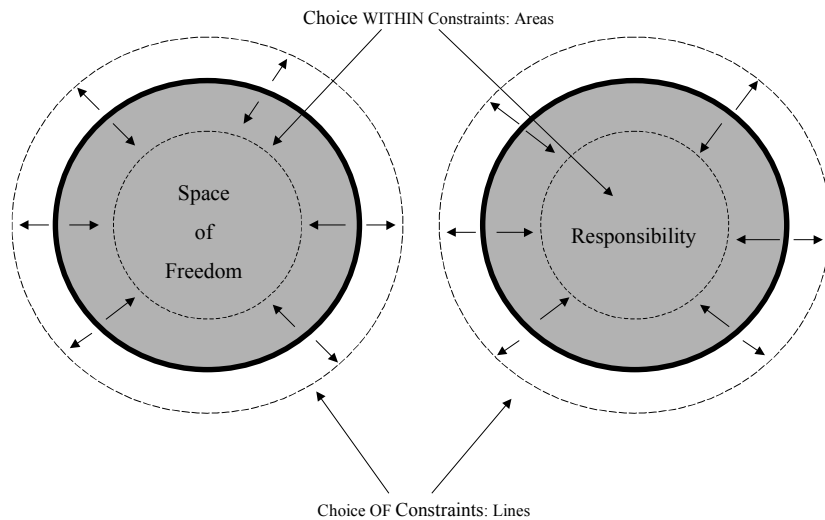 Choice WITHIN Constraints: Areas
Space
of
Freedom
Responsibility
Choice OF Constraints: Lines